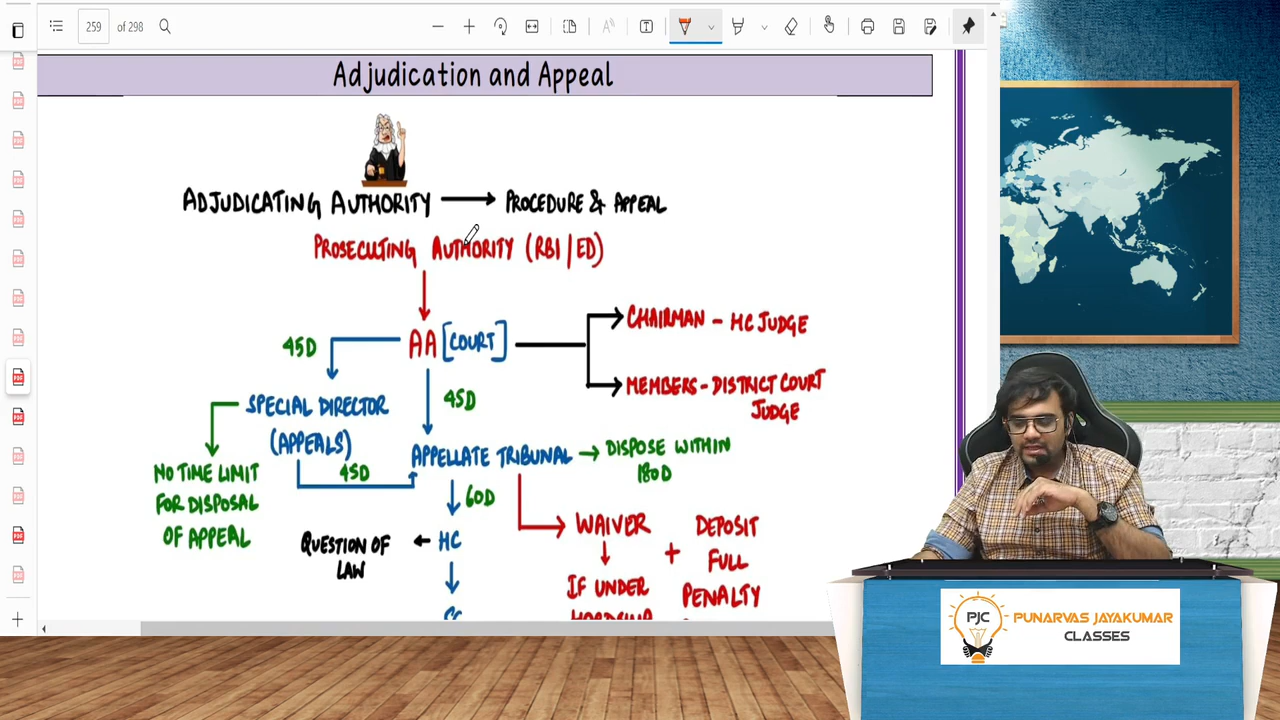 259
of 298
Adjudication and Appeal
ADJUDICATING AUTHORITY → PROCEDURE & APPEAL
PROSECUTING AUTHORITY (RBI/ED)
45D
AA [COURT]
CHAIRMAN - HC JUDGE
MEMBERS - DISTRICT COURT
JUDGE
SPECIAL DIRECTOR
(APPEALS)
45D
45D
APPELLATE TRIBUNAL → DISPOSE WITHIN
180D
NO TIME LIMIT
FOR DISPOSAL
OF APPEAL
60D
QUESTION OF
LAW
← HC
WAIVER
↓
IF UNDER
+
DEPOSIT
FULL
PENALTY
PJC
PUNARVAS JAYAKUMAR
CLASSES